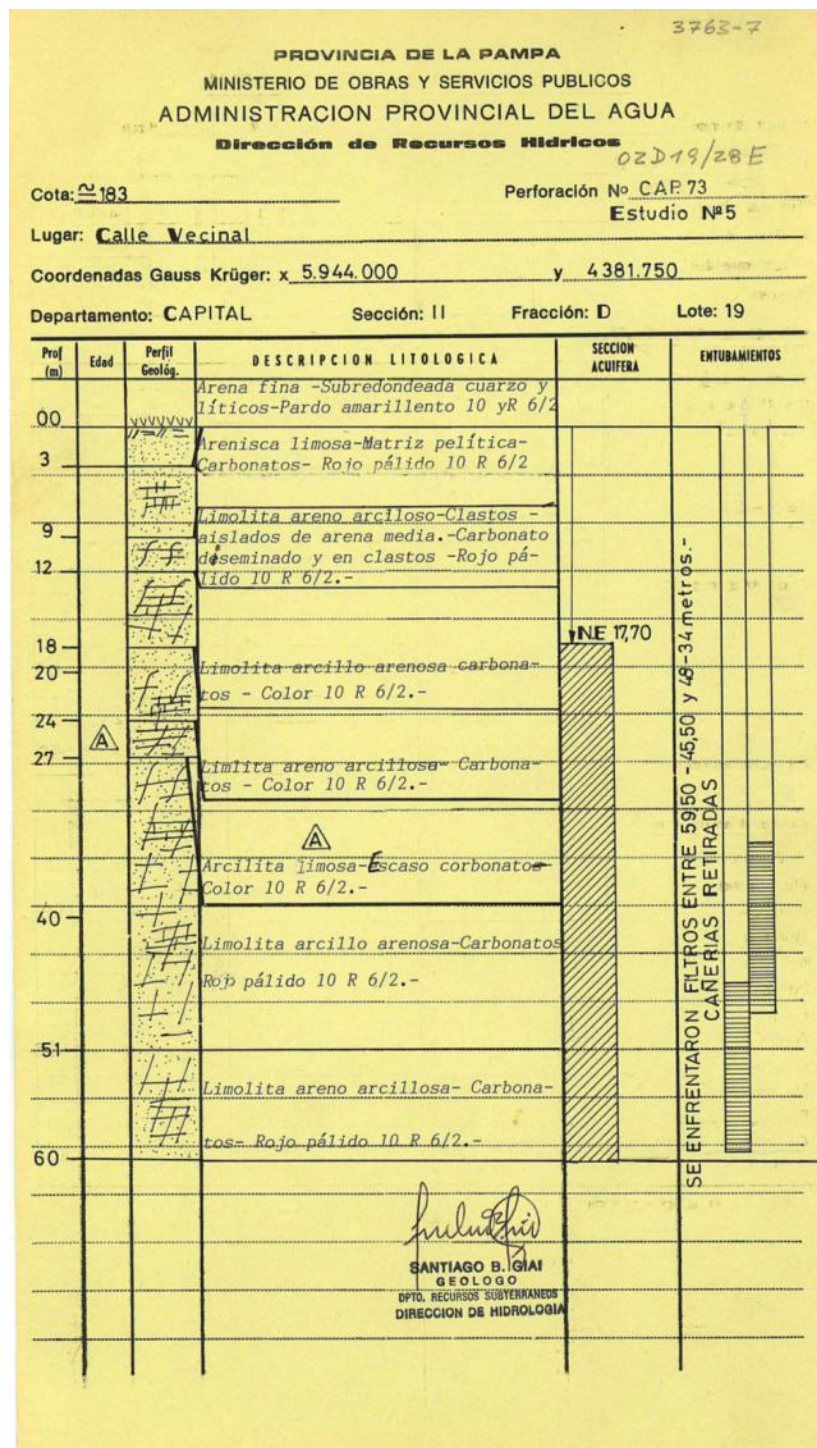 3763-7
PROVINCIA DE LA PAMPA
MINISTERIO DE OBRAS Y SERVICIOS PUBLICOS
ADMINISTRACION PROVINCIAL DEL AGUA
Dirección de Recursos Hídricos
02D19/28E
Cota: ≅183
Perforación Nº CAP. 73
Estudio Nº5
Lugar: Calle Vecinal
Coordenadas Gauss Krüger: x 5.944.000 y 4381.750
Departamento: CAPITAL Sección: II Fracción: D Lote: 19
Prof (m)
Edad
Perfil Geológ.
DESCRIPCION LITOLOGICA
SECCION ACUIFERA
ENTUBAMIENTOS
Arena fina -Subredondeada cuarzo y
líticos-Pardo amarillento 10 yR 6/2
00
Arenisca limosa-Matriz pelítica-
3
Carbonatos- Rojo pálido 10 R 6/2
Limolita areno arcilloso-Clastos -
9
aislados de arena media.-Carbonato
diseminado y en clastos -Rojo pá-
12
lido 10 R 6/2.-
N.E 17,70
18
20
Limolita arcillo arenosa carbona-
tos - Color 10 R 6/2.-
24
A
27
Limlita areno arcillosa- Carbona-
tos - Color 10 R 6/2.-
A
Arcilita limosa-Escaso corbonatos-
Color 10 R 6/2.-
40
Limolita arcillo arenosa-Carbonatos
Rojo pálido 10 R 6/2.-
51
Limolita areno arcillosa- Carbona-
tos- Rojo pálido 10 R 6/2.-
60
SE ENFRENTARON FILTROS ENTRE 59,50 - 45,50 y 48-34 metros.-
CAÑERIAS RETIRADAS
SANTIAGO B. GIAI
GEOLOGO
DPTO. RECURSOS SUBTERRANEOS
DIRECCION DE HIDROLOGIA